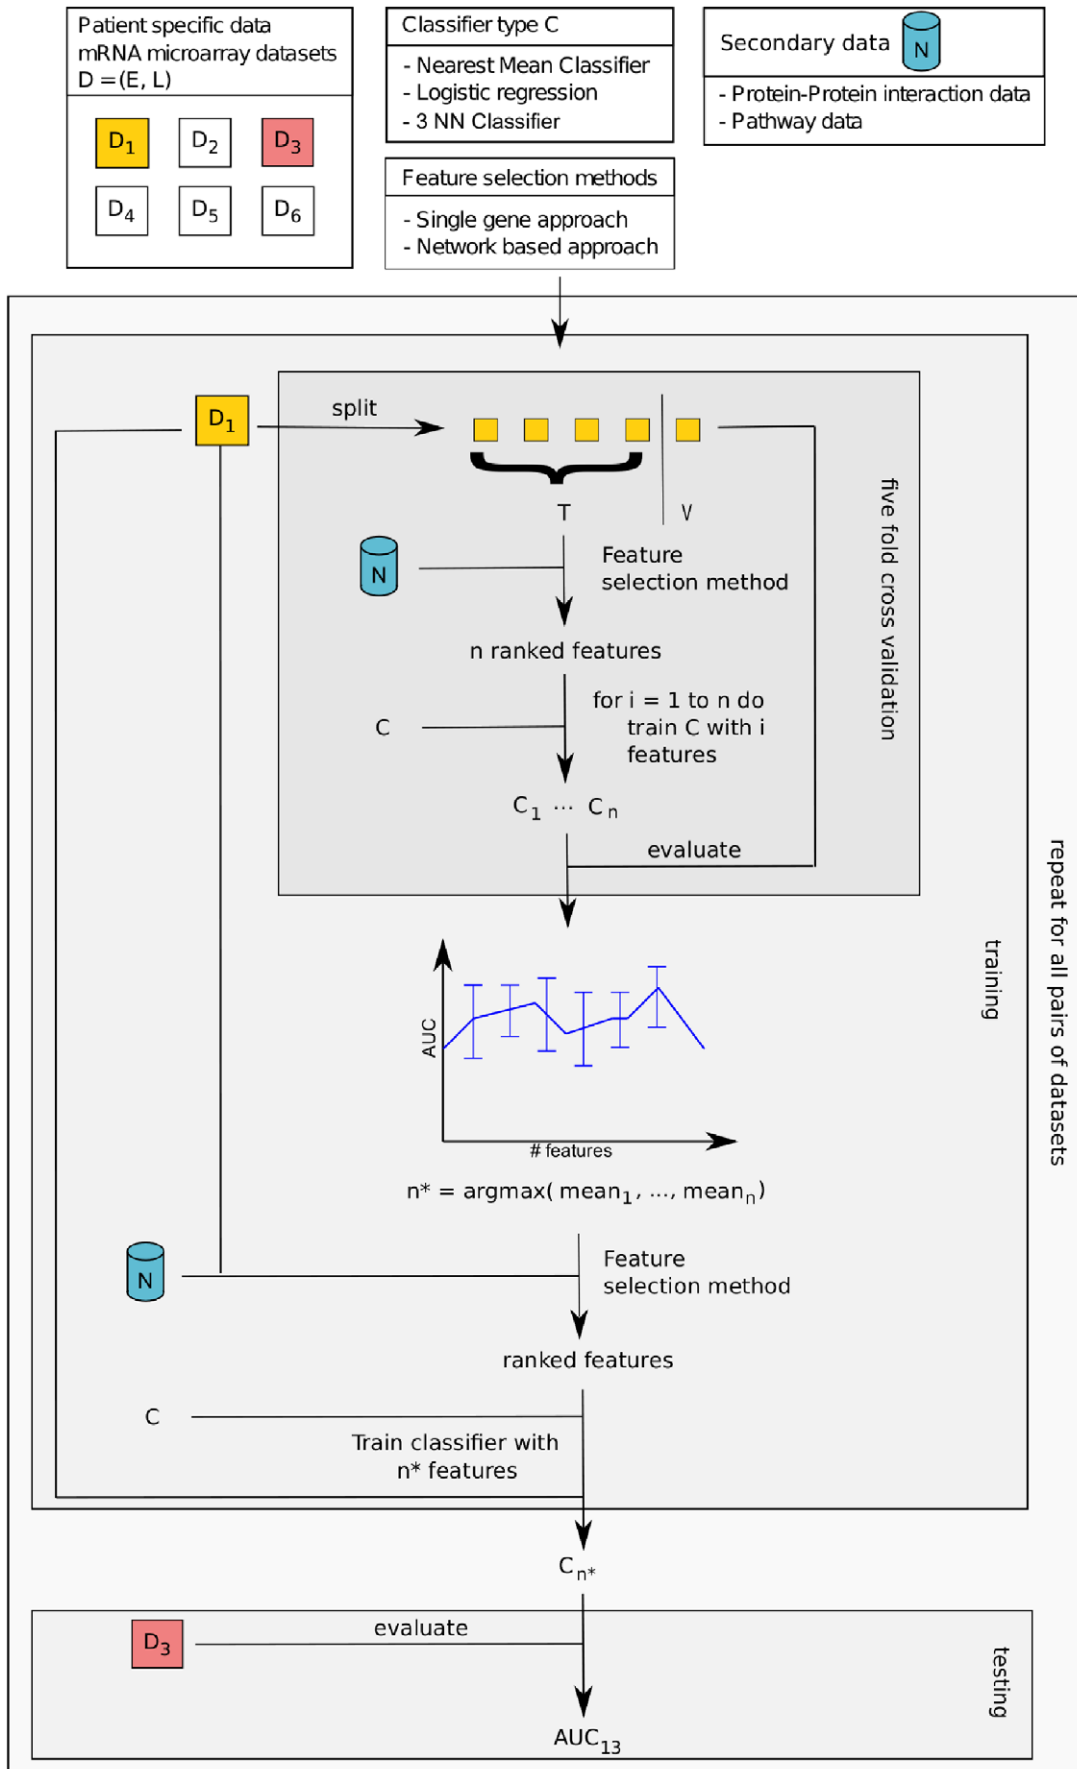 Patient specific data
mRNA microarray datasets
D = (E, L)
D1
D2
D3
D4
D5
D6
Classifier type C
- Nearest Mean Classifier
- Logistic regression
- 3 NN Classifier
Feature selection methods
- Single gene approach
- Network based approach
Secondary data
N
- Protein-Protein interaction data
- Pathway data
D1
split
T
V
N
Feature
selection method
n ranked features
C
for i = 1 to n do
train C with i
features
C1 ... Cn
evaluate
five fold cross validation
AUC
# features
n* = argmax( mean1, ..., meann)
N
Feature
selection method
ranked features
C
Train classifier with
n* features
training
repeat for all pairs of datasets
Cn*
D3
evaluate
AUC13
testing